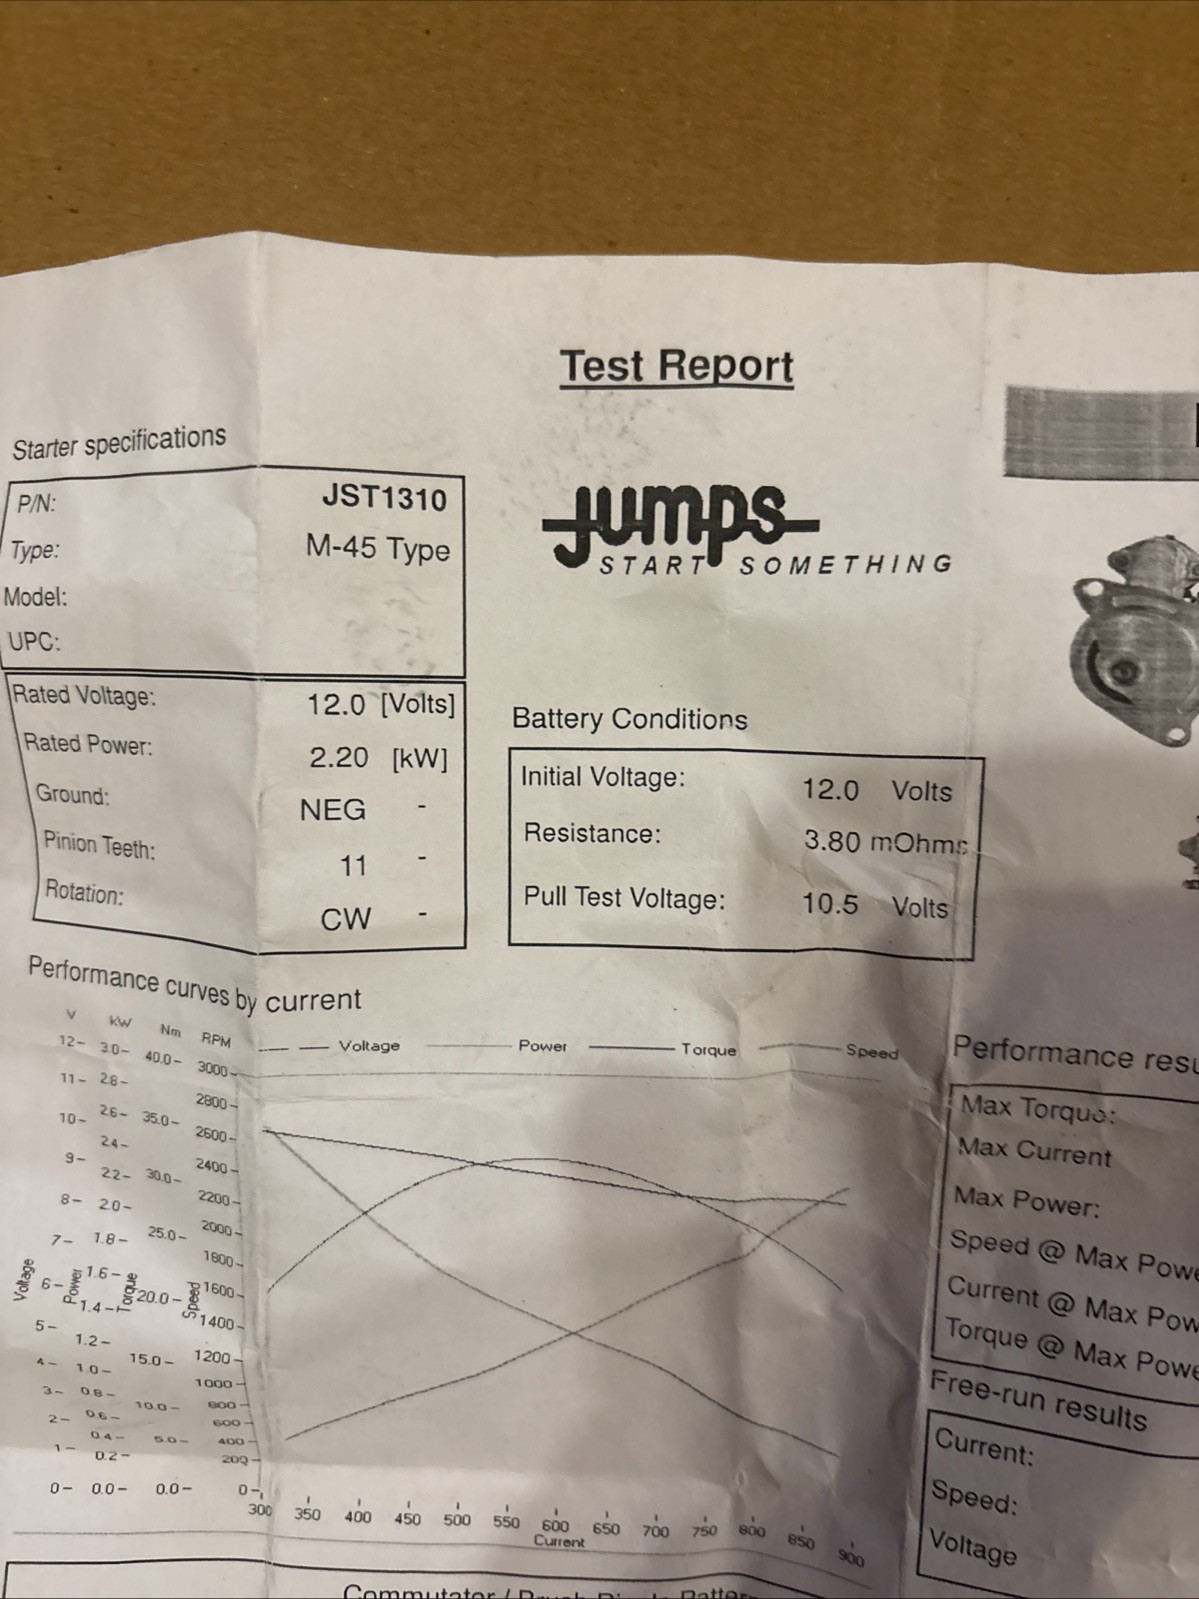 Test Report
Starter specifications
P/N: JST1310
Type: M-45 Type
Model:
UPC:
Rated Voltage: 12.0 [Volts]
Rated Power: 2.20 [kW]
Ground: NEG -
Pinion Teeth: 11 -
Rotation: CW -
jumps
START SOMETHING
Battery Conditions
Initial Voltage: 12.0 Volts
Resistance: 3.80 mOhms
Pull Test Voltage: 10.5 Volts
Performance curves by current
V kW Nm RPM
Voltage Power Torque Speed
12 3.0 40.0 3000
11 2.8 2800
10 2.6 35.0 2600
2.4
9 2.2 30.0 2400
8 2.0 2200
7 1.8 25.0 2000
1800
Voltage 6 Power 1.6 Torque 20.0 Speed 1600
1.4 1400
5 1.2
4 1.0 15.0 1200
1000
3 0.8 10.0 800
2 0.6 600
0.4 5.0 400
1 0.2 200
0 0.0 0.0 0
300 350 400 450 500 550 600 650 700 750 800 850 900
Current
Performance resu
Max Torque:
Max Current
Max Power:
Speed @ Max Powe
Current @ Max Pow
Torque @ Max Powe
Free-run results
Current:
Speed:
Voltage